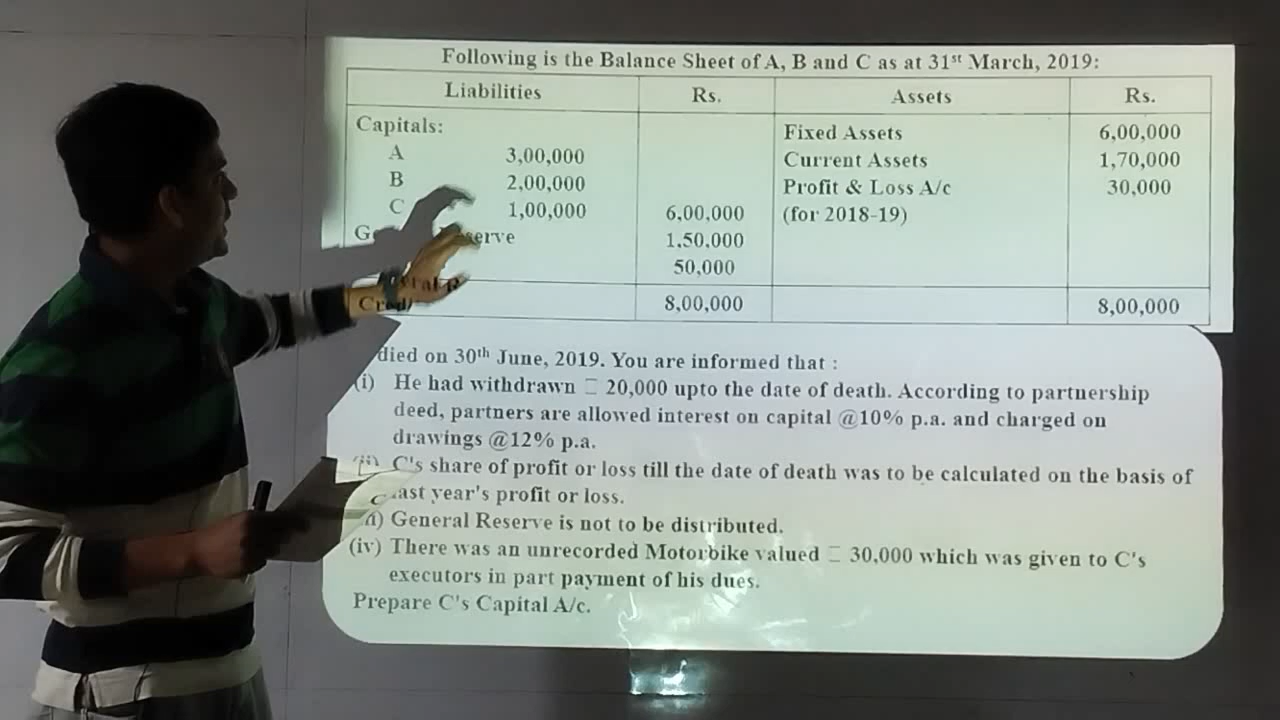 Following is the Balance Sheet of A, B and C as at 31st March, 2019:
Liabilities Rs. Assets Rs.
Capitals: Fixed Assets 6,00,000
A 3,00,000 Current Assets 1,70,000
B 2,00,000 Profit & Loss A/c 30,000
C 1,00,000 6,00,000 (for 2018-19)
serve 1,50,000
50,000
8,00,000 8,00,000
died on 30th June, 2019. You are informed that :
(i) He had withdrawn □ 20,000 upto the date of death. According to partnership
deed, partners are allowed interest on capital @10% p.a. and charged on
drawings @12% p.a.
(ii) C's share of profit or loss till the date of death was to be calculated on the basis of
last year's profit or loss.
General Reserve is not to be distributed.
(iv) There was an unrecorded Motorbike valued □ 30,000 which was given to C's
executors in part payment of his dues.
Prepare C's Capital A/c.